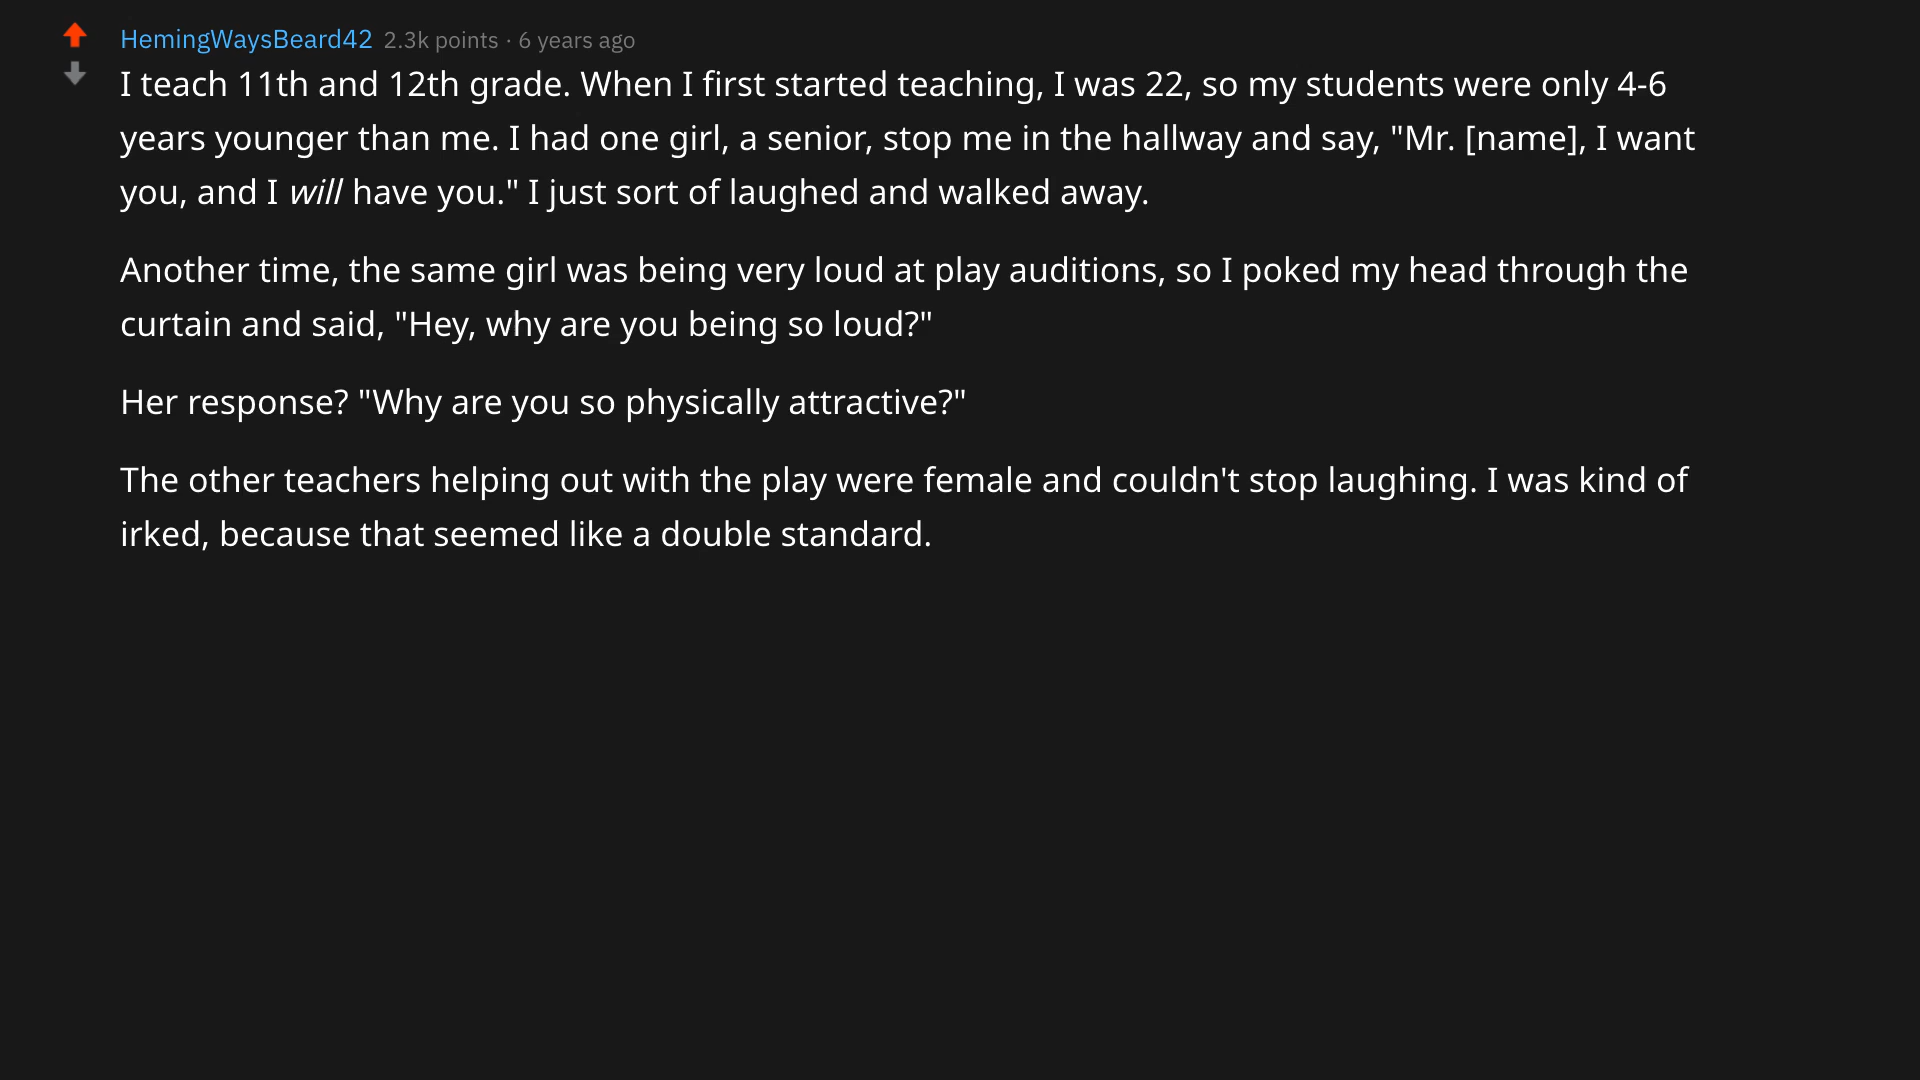 HemingWaysBeard42 2.3k points · 6 years ago
I teach 11th and 12th grade. When I first started teaching, I was 22, so my students were only 4-6
years younger than me. I had one girl, a senior, stop me in the hallway and say, "Mr. [name], I want
you, and I will have you." I just sort of laughed and walked away.
Another time, the same girl was being very loud at play auditions, so I poked my head through the
curtain and said, "Hey, why are you being so loud?"
Her response? "Why are you so physically attractive?"
The other teachers helping out with the play were female and couldn't stop laughing. I was kind of
irked, because that seemed like a double standard.